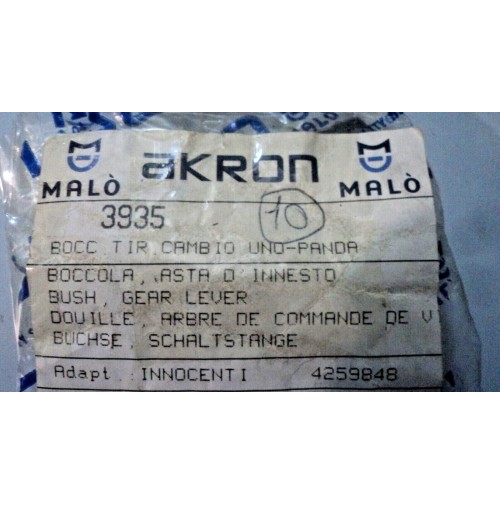 MALÒ AKRON MALÒ
3935 10
BOCC TIR.CAMBIO UNO-PANDA
BOCCOLA, ASTA D'INNESTO
BUSH, GEAR LEVER
DOUILLE, ARBRE DE COMMANDE DE V
BUCHSE, SCHALTSTANGE
Adapt. INNOCENTI 4259848